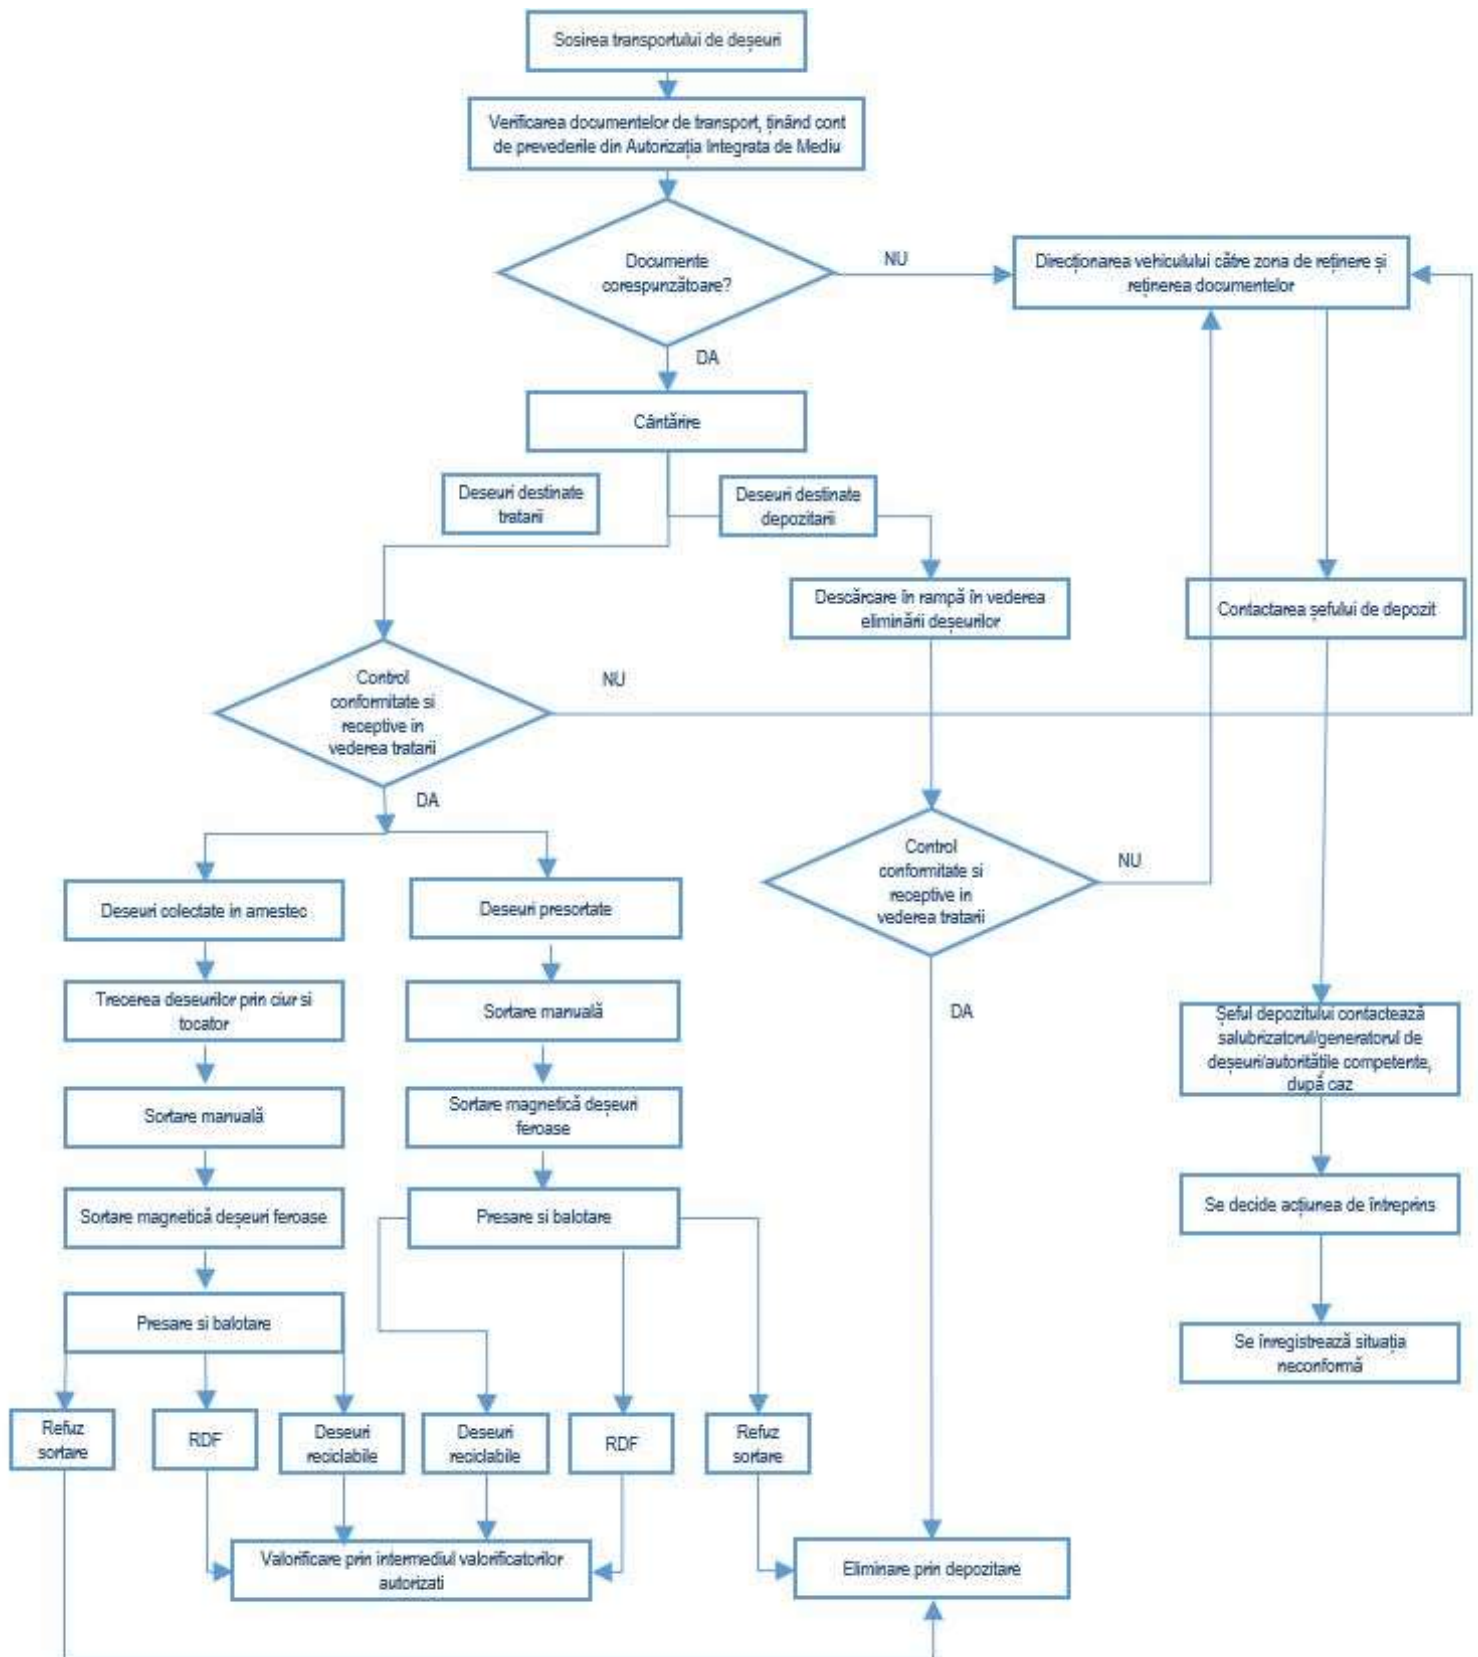 Sosirea transportului de deșeuri
Verificarea documentelor de transport, ținând cont
de prevederile din Autorizația Integrata de Mediu
Documente
corespunzătoare?
NU
Direcționarea vehiculului către zona de reținere și
reținerea documentelor
DA
Cântărire
Deseuri destinate
tratarii
Deseuri destinate
depozitarii
Descărcare în rampă în vederea
eliminării deșeurilor
Contactarea șefului de depozit
Control
conformitate si
receptive in
vederea tratarii
NU
DA
Control
conformitate si
receptive in
vederea tratarii
NU
DA
Deseuri colectate in amestec
Deseuri presortate
Trecerea deseurilor prin ciur si
tocator
Sortare manuală
Șeful depozitului contactează
salubrizatorul/generatorul de
deșeuri/autoritățile competente,
după caz
Sortare manuală
Sortare magnetică deșeuri
feroase
Sortare magnetică deșeuri feroase
Presare si balotare
Se decide acțiunea de întreprins
Presare si balotare
Se înregistrează situația
neconformă
Refuz
sortare
RDF
Deseuri
reciclabile
Deseuri
reciclabile
RDF
Refuz
sortare
Valorificare prin intermediul valorificatorilor
autorizati
Eliminare prin depozitare